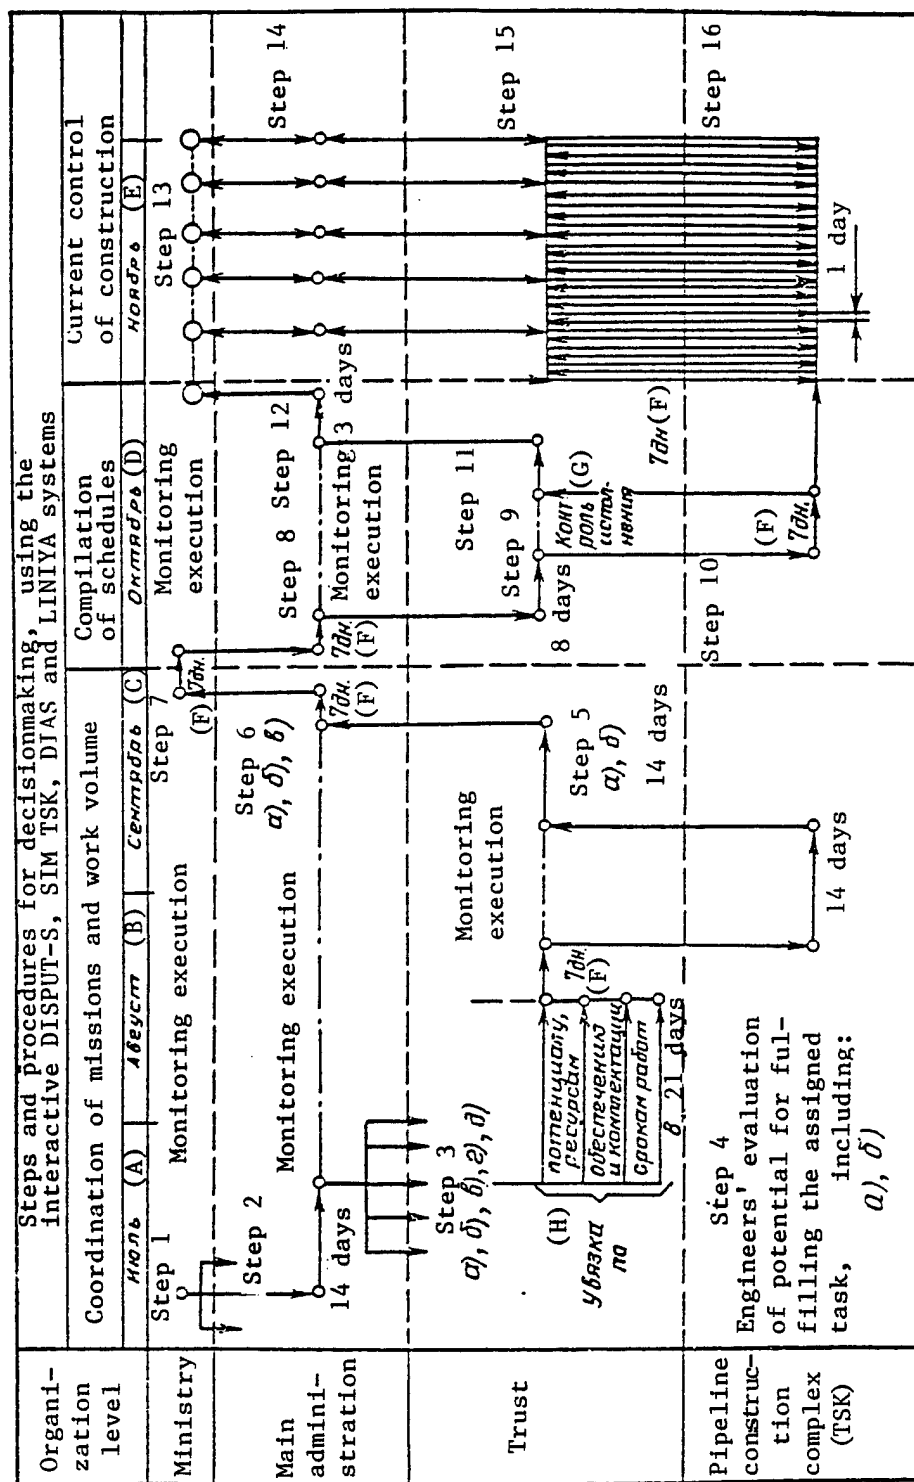 Organi-
zation
level
Steps and procedures for decisionmaking, using the
interactive DISPUT-S, SIM TSK, DIAS and LINIYA systems
Coordination of missions and work volume
Compilation
of schedules
Current control
of construction
Июль (A)
Август (B)
Сентябрь (C)
Октябрь (D)
Ноябрь (E)
Ministry
Step 1
Monitoring execution
Step 7
7дн.
(F)
Monitoring
execution
Step 13
Main
admini-
stration
Step 2
14 days
Monitoring execution
Step 6
а), б), в)
7дн.
(F)
7дн.
(F)
Step 8
Step 12
Monitoring
execution
3 days
Step 14
Trust
Step 3
а), б), в), г), д)
(H)
Увязка
по
потенциалу,
ресурсам
обеспечению
и комплектации
срокам работ
в 21 days
7дн.
(F)
Monitoring
execution
Step 5
а), б)
14 days
8 days
Step 9
Step 11
Конт-
роль
испол-
нения
(G)
Step 15
Pipeline
construc-
tion
complex
(TSK)
Step 4
Engineers' evaluation
of potential for ful-
filling the assigned
task, including:
а), б)
14 days
Step 10
(F)
7дн.
7дн (F)
1 day
Step 16